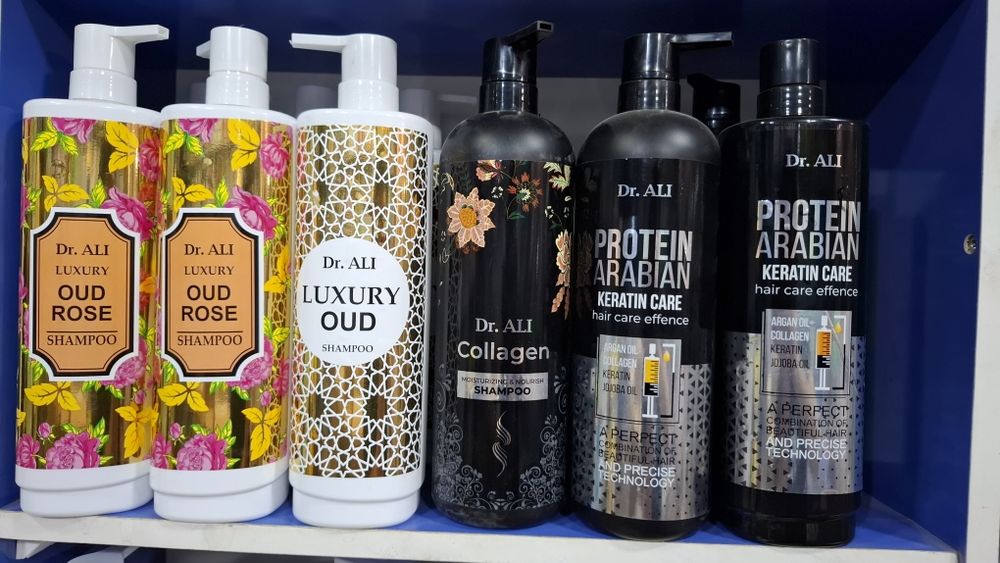 Dr. ALI
LUXURY
OUD
ROSE
SHAMPOO
Dr. ALI
LUXURY
OUD
ROSE
SHAMPOO
Dr. ALI
LUXURY
OUD
SHAMPOO
Dr. ALI
Collagen
MOISTURIZING & NOURISH
SHAMPOO
Dr. ALI
PROTEIN
ARABIAN
KERATIN CARE
hair care effence
ARGAN OIL
COLLAGEN
KERATIN
JOJOBA OIL
A PERFECT
COMBINATION OF
BEAUTIFUL HAIR
AND PRECISE
TECHNOLOGY
Dr. ALI
PROTEIN
ARABIAN
KERATIN CARE
hair care effence
ARGAN OIL
COLLAGEN
KERATIN
JOJOBA OIL
A PERFECT
COMBINATION OF
BEAUTIFUL HAIR
AND PRECISE
TECHNOLOGY